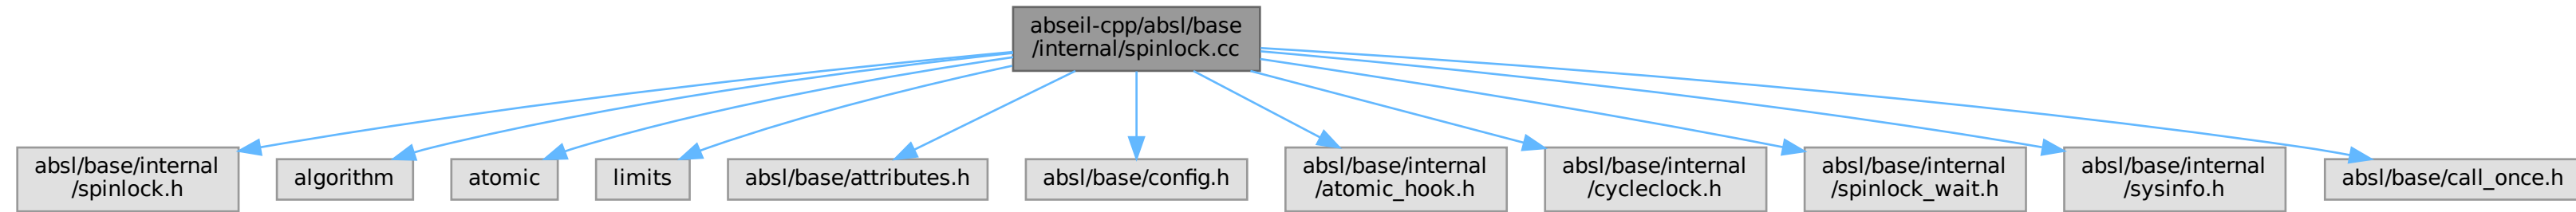 abseil-cpp/absl/base
/internal/spinlock.cc
absl/base/internal
/spinlock.h
algorithm
atomic
limits
absl/base/attributes.h
absl/base/config.h
absl/base/internal
/atomic_hook.h
absl/base/internal
/cycleclock.h
absl/base/internal
/spinlock_wait.h
absl/base/internal
/sysinfo.h
absl/base/call_once.h